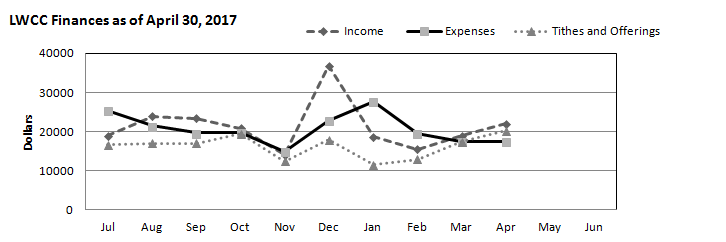 LWCC Finances as of April 30, 2017
Income Expenses Tithes and Offerings
40000
30000
20000
10000
0
Dollars
Jul Aug Sep Oct Nov Dec Jan Feb Mar Apr May Jun